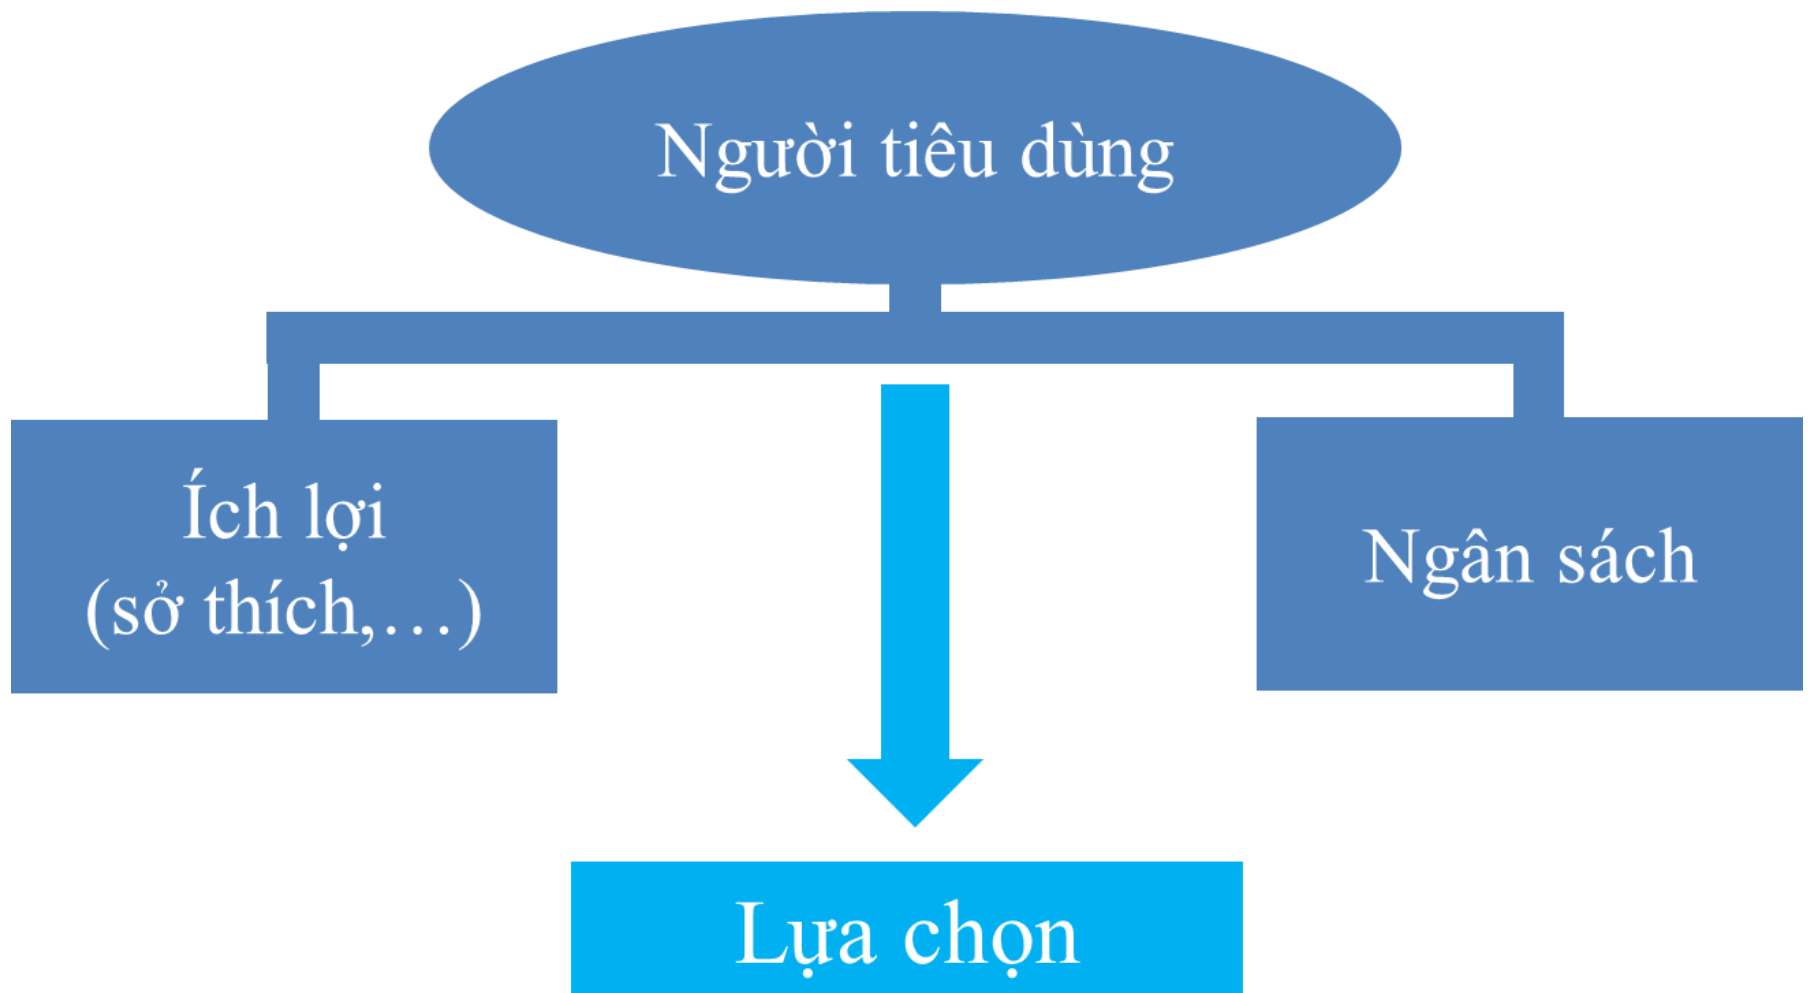 Người tiêu dùng
Ích lợi
(sở thích,…)
Ngân sách
Lựa chọn